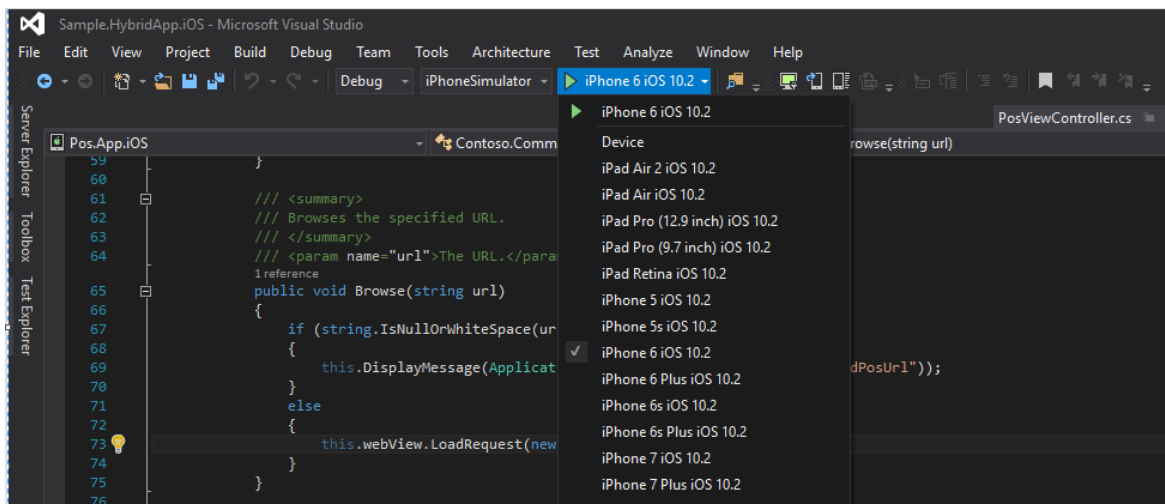 Sample.HybridApp.iOS - Microsoft Visual Studio
File Edit View Project Build Debug Team Tools Architecture Test Analyze Window Help
Debug iPhoneSimulator iPhone 6 iOS 10.2
Server Explorer
Toolbox
Test Explorer
PosViewController.cs
Pos.App.iOS Contoso.Comm rowse(string url)
iPhone 6 iOS 10.2
Device
iPad Air 2 iOS 10.2
iPad Air iOS 10.2
iPad Pro (12.9 inch) iOS 10.2
iPad Pro (9.7 inch) iOS 10.2
iPad Retina iOS 10.2
iPhone 5 iOS 10.2
iPhone 5s iOS 10.2
iPhone 6 iOS 10.2
iPhone 6 Plus iOS 10.2
iPhone 6s iOS 10.2
iPhone 6s Plus iOS 10.2
iPhone 7 iOS 10.2
iPhone 7 Plus iOS 10.2
59 }
60
61 /// <summary>
62 /// Browses the specified URL.
63 /// </summary>
64 /// <param name="url">The URL.</para
1 reference
65 public void Browse(string url)
66 {
67 if (string.IsNullOrWhiteSpace(ur
68 {
69 this.DisplayMessage(Applicat dPosUrl"));
70 }
71 else
72 {
73 this.webView.LoadRequest(new
74 }
75 }
76